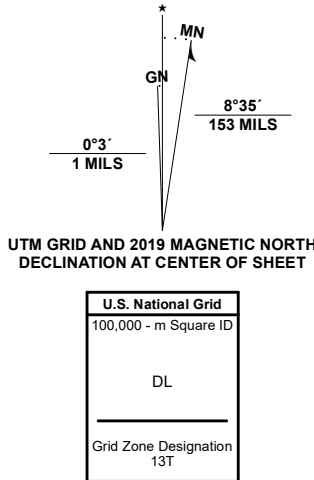 ★
MN
GN
8°35´
153 MILS
0°3´
1 MILS
UTM GRID AND 2019 MAGNETIC NORTH
DECLINATION AT CENTER OF SHEET
U.S. National Grid
100,000 - m Square ID
DL
Grid Zone Designation
13T